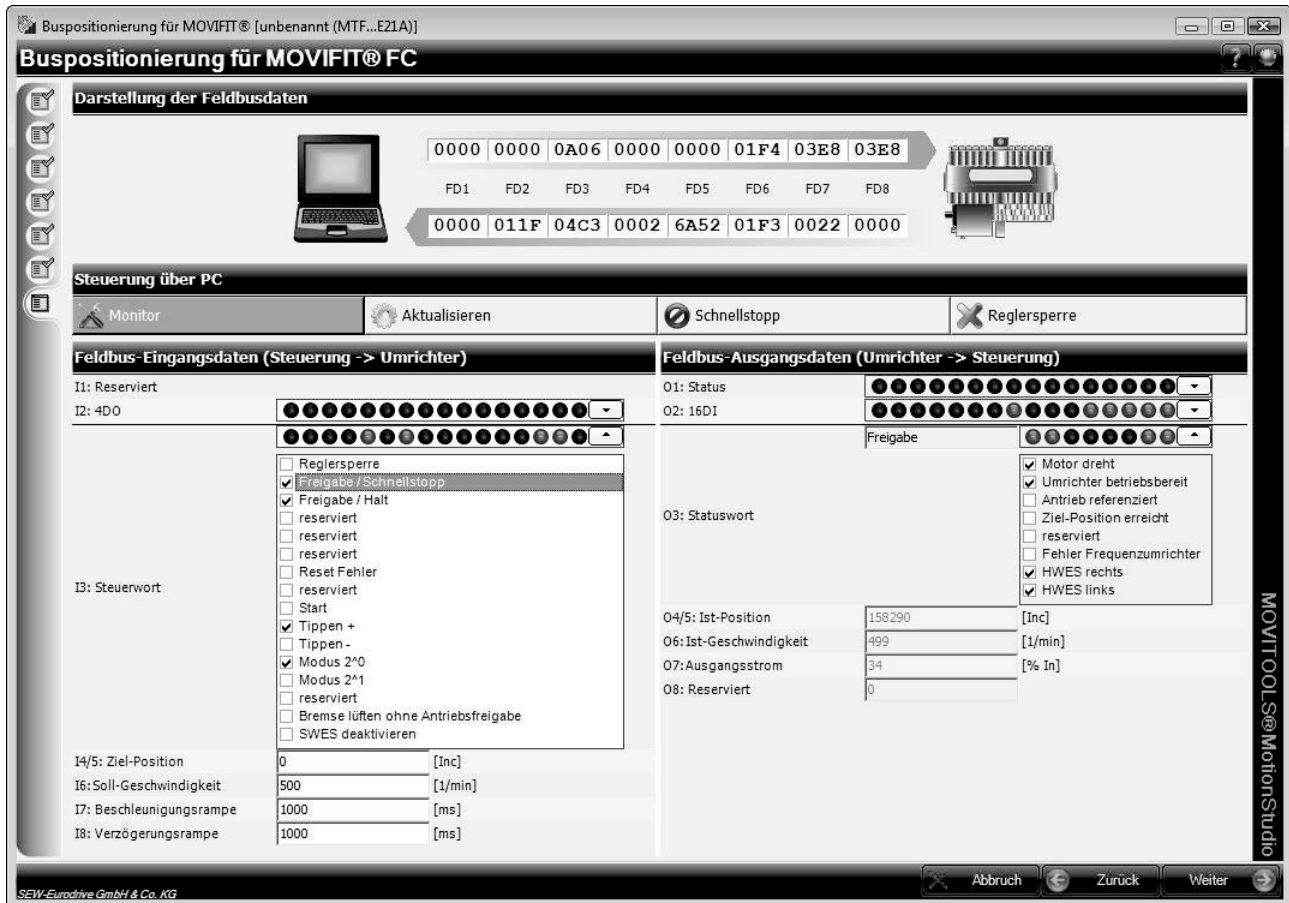 Buspositionierung für MOVIFIT® [unbenannt (MTF...E21A)]
Buspositionierung für MOVIFIT® FC
?
Darstellung der Feldbusdaten
0000 0000 0A06 0000 0000 01F4 03E8 03E8
FD1 FD2 FD3 FD4 FD5 FD6 FD7 FD8
0000 011F 04C3 0002 6A52 01F3 0022 0000
Steuerung über PC
Monitor Aktualisieren Schnellstopp Reglersperre
Feldbus-Eingangsdaten (Steuerung -> Umrichter)
I1: Reserviert
I2: 4DO
I3: Steuerwort
Reglersperre
Freigabe / Schnellstopp
Freigabe / Halt
reserviert
reserviert
reserviert
Reset Fehler
reserviert
Start
Tippen +
Tippen -
Modus 2^0
Modus 2^1
reserviert
Bremse lüften ohne Antriebsfreigabe
SWES deaktivieren
I4/5: Ziel-Position 0 [Inc]
I6:Soll-Geschwindigkeit 500 [1/min]
I7: Beschleunigungsrampe 1000 [ms]
I8: Verzögerungsrampe 1000 [ms]
Feldbus-Ausgangsdaten (Umrichter -> Steuerung)
O1: Status
O2: 16DI
Freigabe
O3: Statuswort
Motor dreht
Umrichter betriebsbereit
Antrieb referenziert
Ziel-Position erreicht
reserviert
Fehler Frequenzumrichter
HWES rechts
HWES links
O4/5: Ist-Position 158290 [Inc]
O6:Ist-Geschwindigkeit 499 [1/min]
O7:Ausgangsstrom 34 [% In]
O8: Reserviert 0
MOVITOOLS®MotionStudio
SEW-Eurodrive GmbH & Co. KG
Abbruch Zurück Weiter